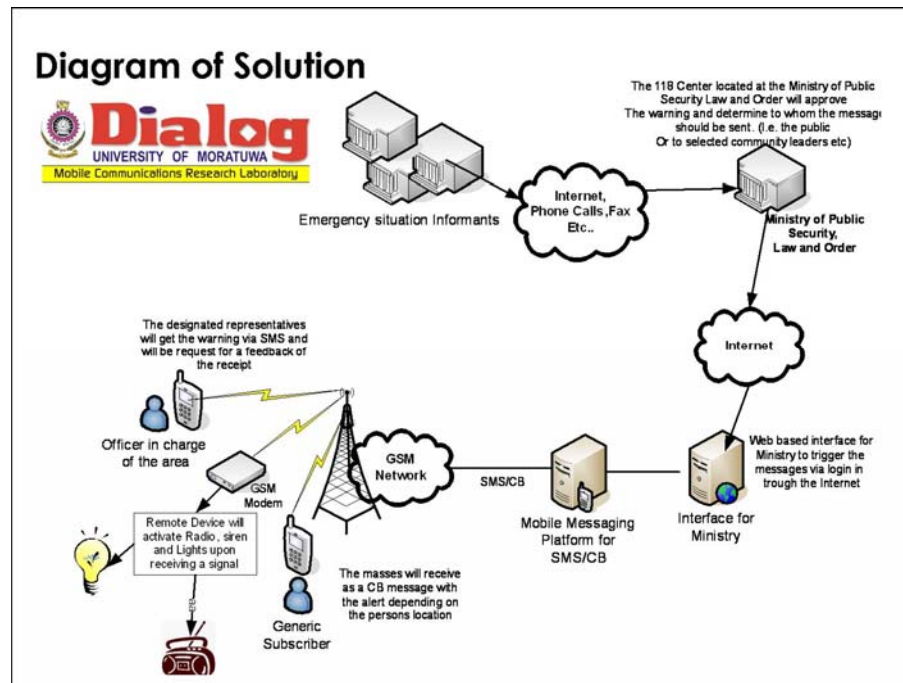 Diagram of Solution
Dialog
UNIVERSITY OF MORATUWA
Mobile Communications Research Laboratory
The 118 Center located at the Ministry of Public
Security Law and Order will approve
The warning and determine to whom the message
should be sent. (I.e. the public
Or to selected community leaders etc)
Emergency situation Informants
Internet,
Phone Calls ,Fax
Etc..
Ministry of Public
Security,
Law and Order
Internet
The designated representatives
will get the warning via SMS and
will be request for a feedback of
the receipt
Officer in charge
of the area
GSM
Modem
GSM
Network
SMS/CB
Mobile Messaging
Platform for
SMS/CB
Web based interface for
Ministry to trigger the
messages via login in
trough the Internet
Interface for
Ministry
Remote Device will
activate Radio , siren
and Lights upon
receiving a signal
The masses will receive
as a CB message with
the alert depending on
the persons location
Generic
Subscriber